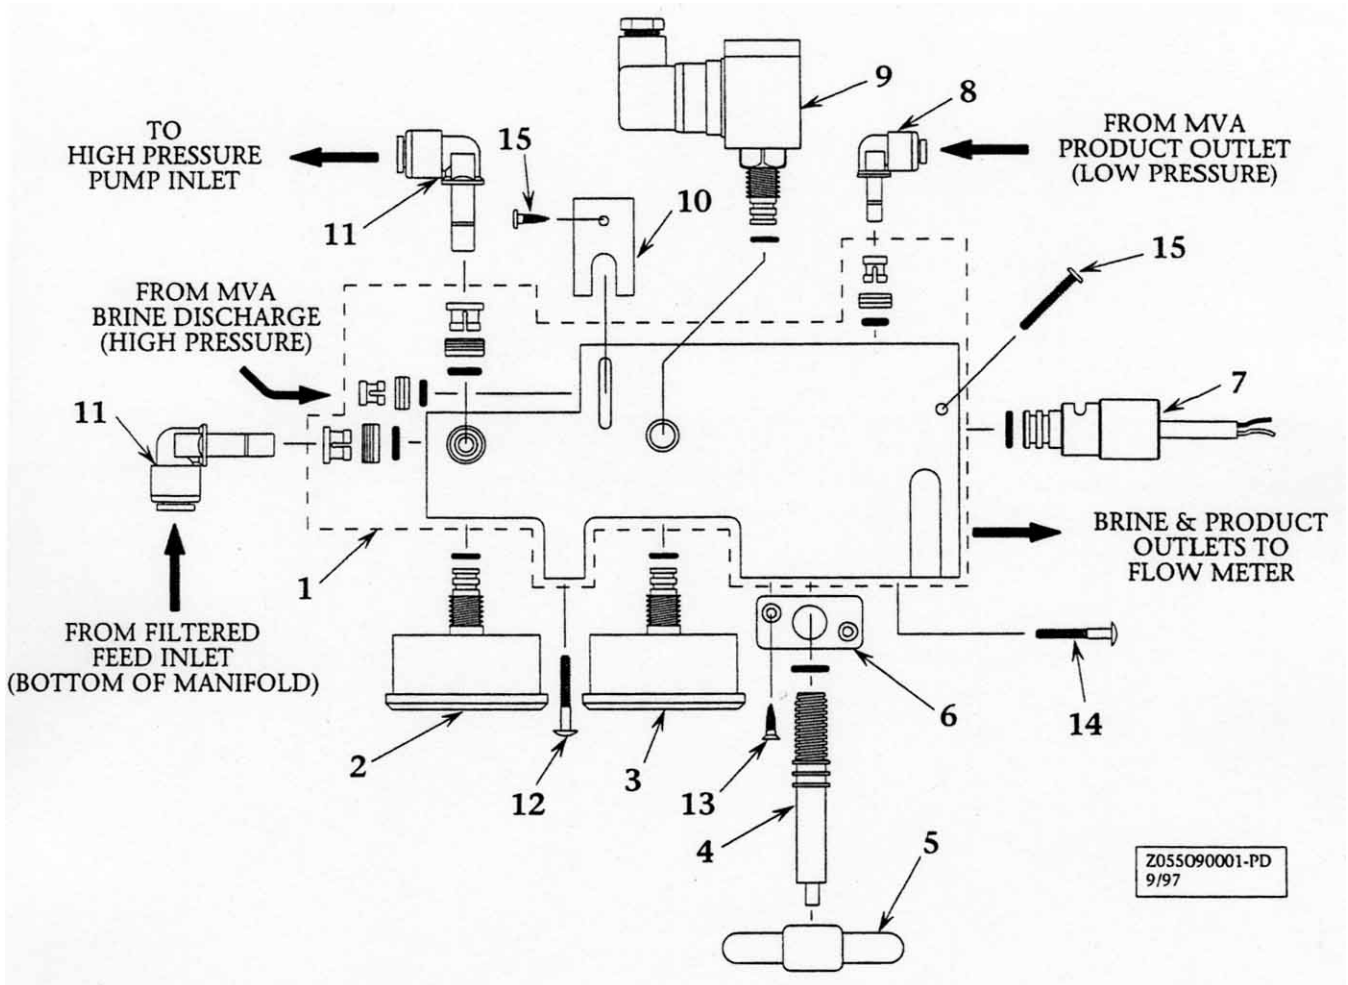 9
8
TO
HIGH PRESSURE
PUMP INLET
15
FROM MVA
PRODUCT OUTLET
(LOW PRESSURE)
10
11
15
FROM MVA
BRINE DISCHARGE
(HIGH PRESSURE)
7
11
BRINE & PRODUCT
OUTLETS TO
FLOW METER
1
FROM FILTERED
FEED INLET
(BOTTOM OF MANIFOLD)
6
14
2
3
12
13
4
5
Z055O90001-PD
9/97